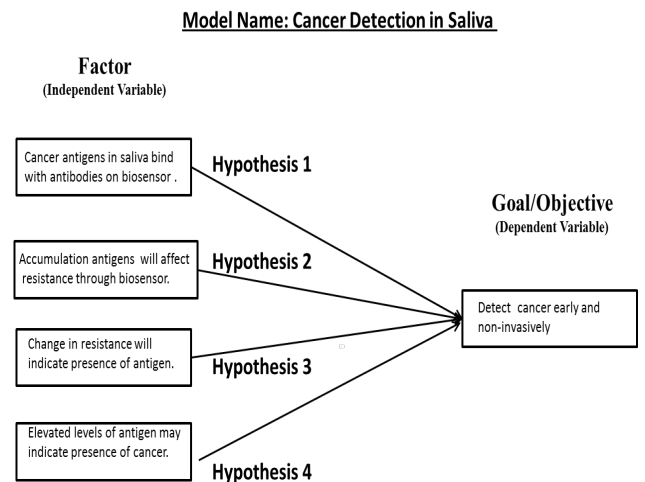 Model Name: Cancer Detection in Saliva
Factor
(Independent Variable)
Cancer antigens in saliva bind
with antibodies on biosensor .
Hypothesis 1
Goal/Objective
(Dependent Variable)
Accumulation antigens will affect
resistance through biosensor.
Hypothesis 2
Detect cancer early and
non-invasively
Change in resistance will
indicate presence of antigen.
Hypothesis 3
Elevated levels of antigen may
indicate presence of cancer.
Hypothesis 4